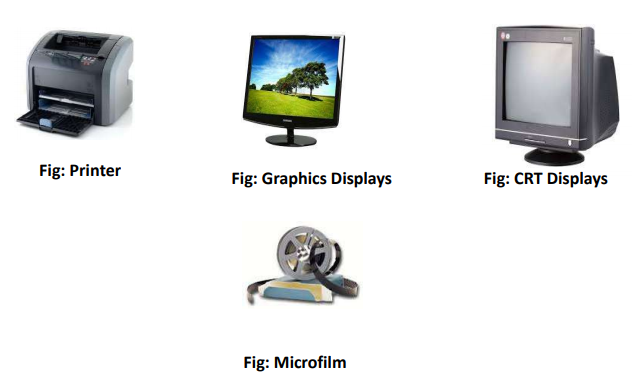 Fig: Printer
Fig: Graphics Displays
Fig: CRT Displays
Fig: Microfilm